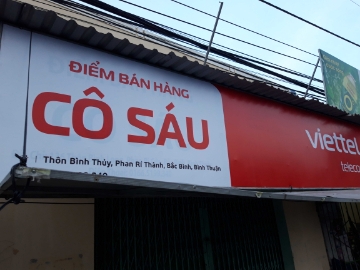 ĐIỂM BÁN HÀNG
CÔ SÁU
Thôn Bình Thủy, Phan Rí Thành, Bắc Bình, Bình Thuận
viettel